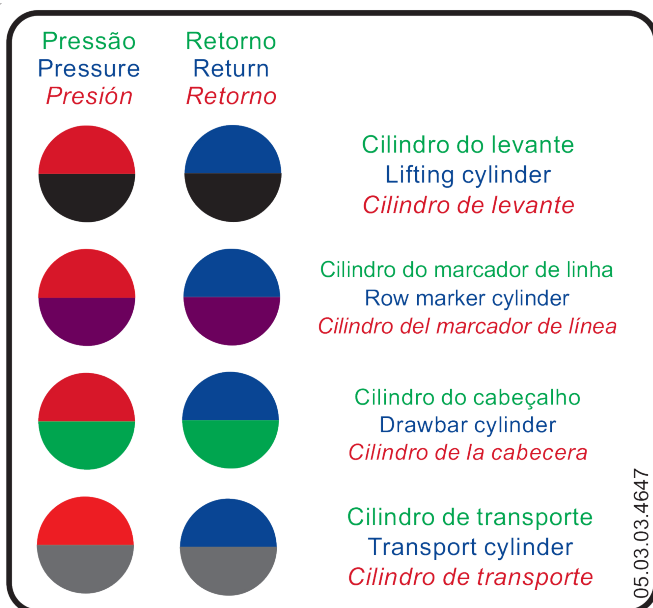 Pressão
Pressure
Presión
Retorno
Return
Retorno
Cilindro do levante
Lifting cylinder
Cilindro de levante
Cilindro do marcador de linha
Row marker cylinder
Cilindro del marcador de línea
Cilindro do cabeçalho
Drawbar cylinder
Cilindro de la cabecera
Cilindro de transporte
Transport cylinder
Cilindro de transporte
05.03.03.4647